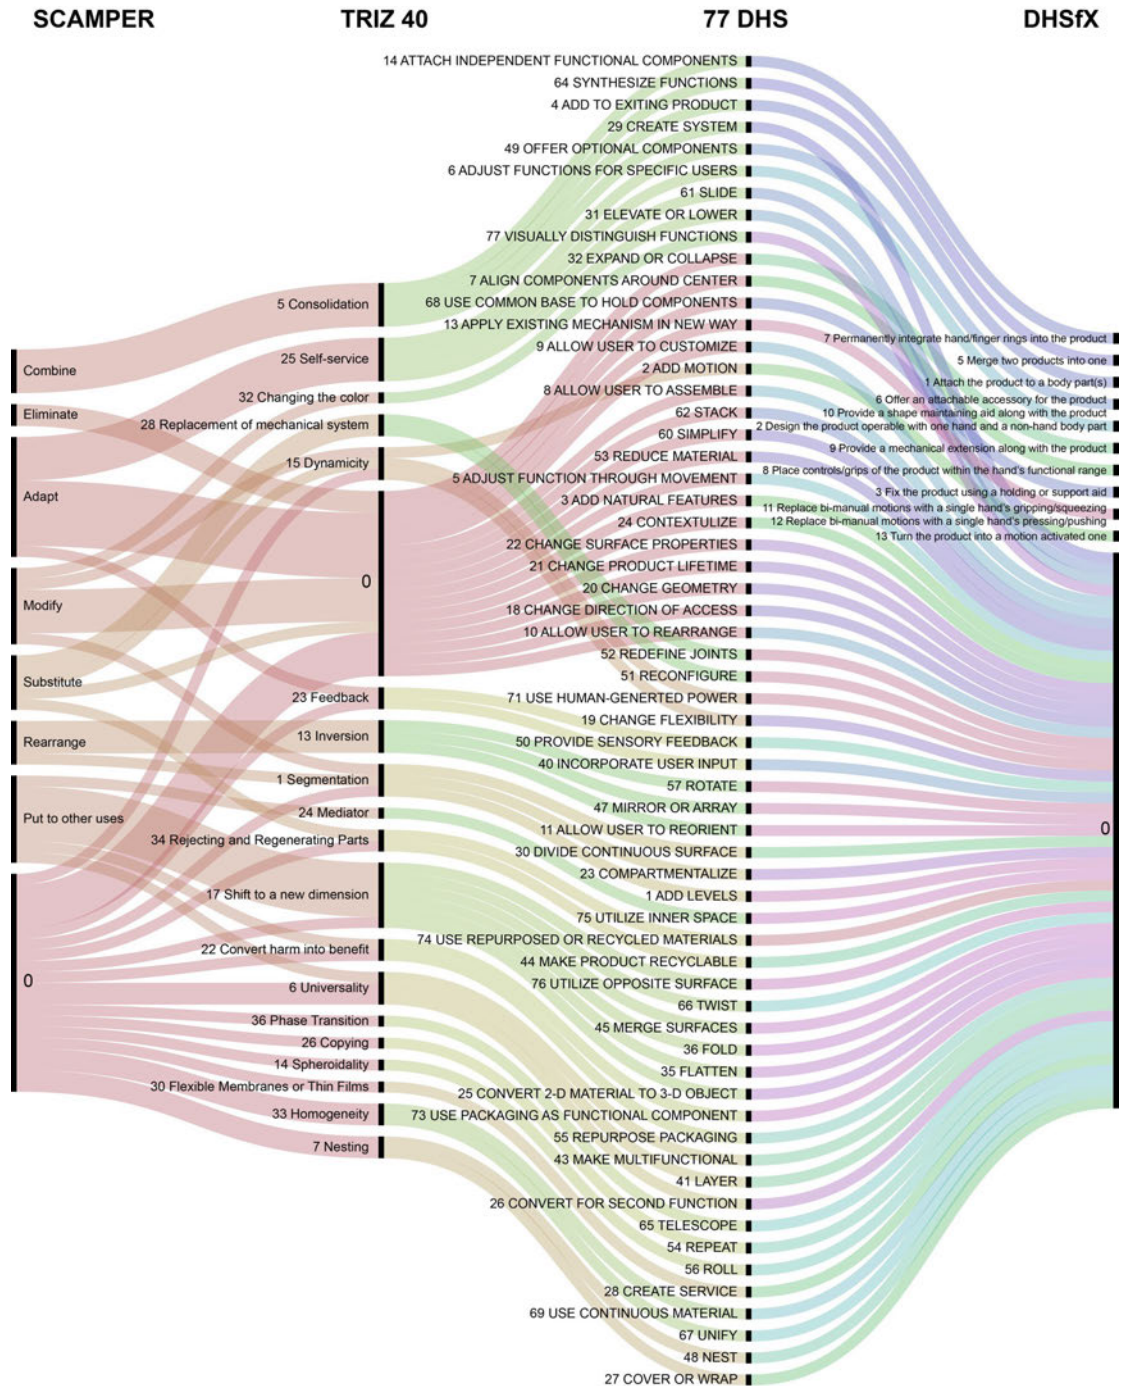 SCAMPER
TRIZ 40
77 DHS
DHSfX
Combine
Eliminate
Adapt
Modify
Substitute
Rearrange
Put to other uses
0
5 Consolidation
25 Self-service
32 Changing the color
28 Replacement of mechanical system
15 Dynamicity
0
23 Feedback
13 Inversion
1 Segmentation
24 Mediator
34 Rejecting and Regenerating Parts
17 Shift to a new dimension
22 Convert harm into benefit
6 Universality
36 Phase Transition
26 Copying
14 Spheroidality
30 Flexible Membranes or Thin Films
33 Homogeneity
7 Nesting
14 ATTACH INDEPENDENT FUNCTIONAL COMPONENTS
64 SYNTHESIZE FUNCTIONS
4 ADD TO EXITING PRODUCT
29 CREATE SYSTEM
49 OFFER OPTIONAL COMPONENTS
6 ADJUST FUNCTIONS FOR SPECIFIC USERS
61 SLIDE
31 ELEVATE OR LOWER
77 VISUALLY DISTINGUISH FUNCTIONS
32 EXPAND OR COLLAPSE
7 ALIGN COMPONENTS AROUND CENTER
68 USE COMMON BASE TO HOLD COMPONENTS
13 APPLY EXISTING MECHANISM IN NEW WAY
9 ALLOW USER TO CUSTOMIZE
2 ADD MOTION
8 ALLOW USER TO ASSEMBLE
62 STACK
60 SIMPLIFY
53 REDUCE MATERIAL
5 ADJUST FUNCTION THROUGH MOVEMENT
3 ADD NATURAL FEATURES
24 CONTEXTULIZE
22 CHANGE SURFACE PROPERTIES
21 CHANGE PRODUCT LIFETIME
20 CHANGE GEOMETRY
18 CHANGE DIRECTION OF ACCESS
10 ALLOW USER TO REARRANGE
52 REDEFINE JOINTS
51 RECONFIGURE
71 USE HUMAN-GENERTED POWER
19 CHANGE FLEXIBILITY
50 PROVIDE SENSORY FEEDBACK
40 INCORPORATE USER INPUT
57 ROTATE
47 MIRROR OR ARRAY
11 ALLOW USER TO REORIENT
30 DIVIDE CONTINUOUS SURFACE
23 COMPARTMENTALIZE
1 ADD LEVELS
75 UTILIZE INNER SPACE
74 USE REPURPOSED OR RECYCLED MATERIALS
44 MAKE PRODUCT RECYCLABLE
76 UTILIZE OPPOSITE SURFACE
66 TWIST
45 MERGE SURFACES
36 FOLD
35 FLATTEN
25 CONVERT 2-D MATERIAL TO 3-D OBJECT
73 USE PACKAGING AS FUNCTIONAL COMPONENT
55 REPURPOSE PACKAGING
43 MAKE MULTIFUNCTIONAL
41 LAYER
26 CONVERT FOR SECOND FUNCTION
65 TELESCOPE
54 REPEAT
56 ROLL
28 CREATE SERVICE
69 USE CONTINUOUS MATERIAL
67 UNIFY
48 NEST
27 COVER OR WRAP
7 Permanently integrate hand/finger rings into the product
5 Merge two products into one
1 Attach the product to a body part(s)
6 Offer an attachable accessory for the product
10 Provide a shape maintaining aid along with the product
2 Design the product operable with one hand and a non-hand body part
9 Provide a mechanical extension along with the product
8 Place controls/grips of the product within the hand's functional range
3 Fix the product using a holding or support aid
11 Replace bi-manual motions with a single hand's gripping/squeezing
12 Replace bi-manual motions with a single hand's pressing/pushing
13 Turn the product into a motion activated one
0